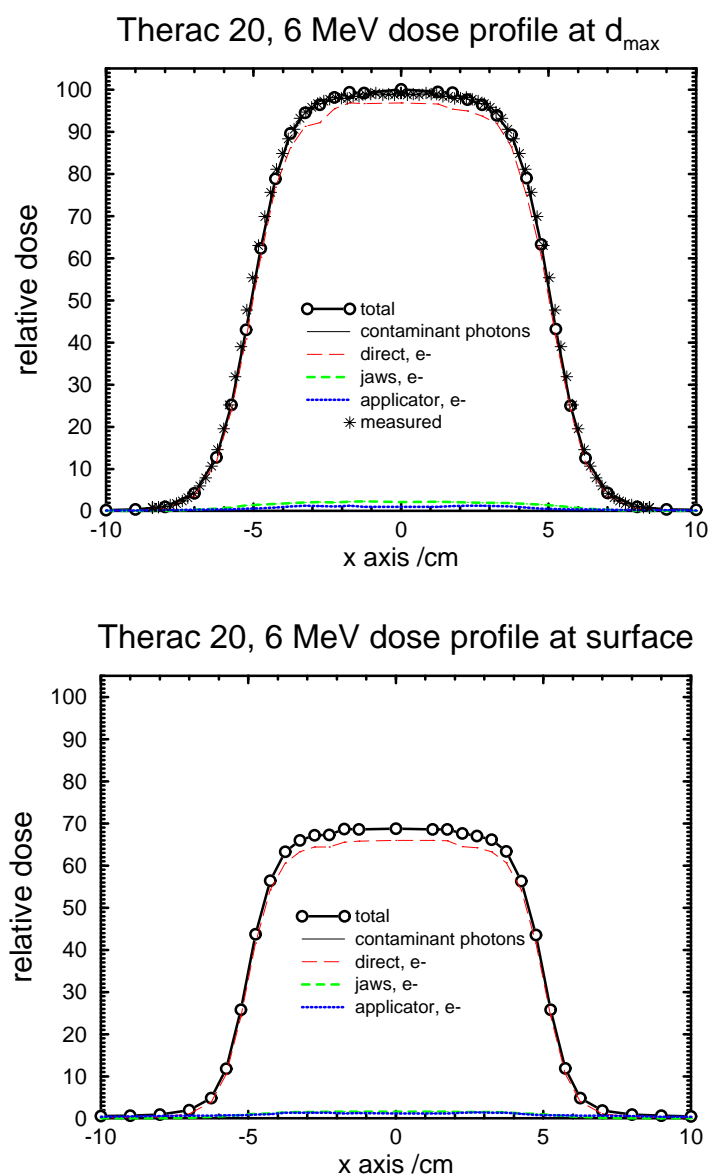 Therac 20, 6 MeV dose profile at dmax
100
90
80
70
60
50
40
30
20
10
0
relative dose
total
contaminant photons
direct, e-
jaws, e-
applicator, e-
measured
-10 -5 0 5 10
x axis /cm
Therac 20, 6 MeV dose profile at surface
100
90
80
70
60
50
40
30
20
10
0
relative dose
total
contaminant photons
direct, e-
jaws, e-
applicator, e-
-10 -5 0 5 10
x axis /cm